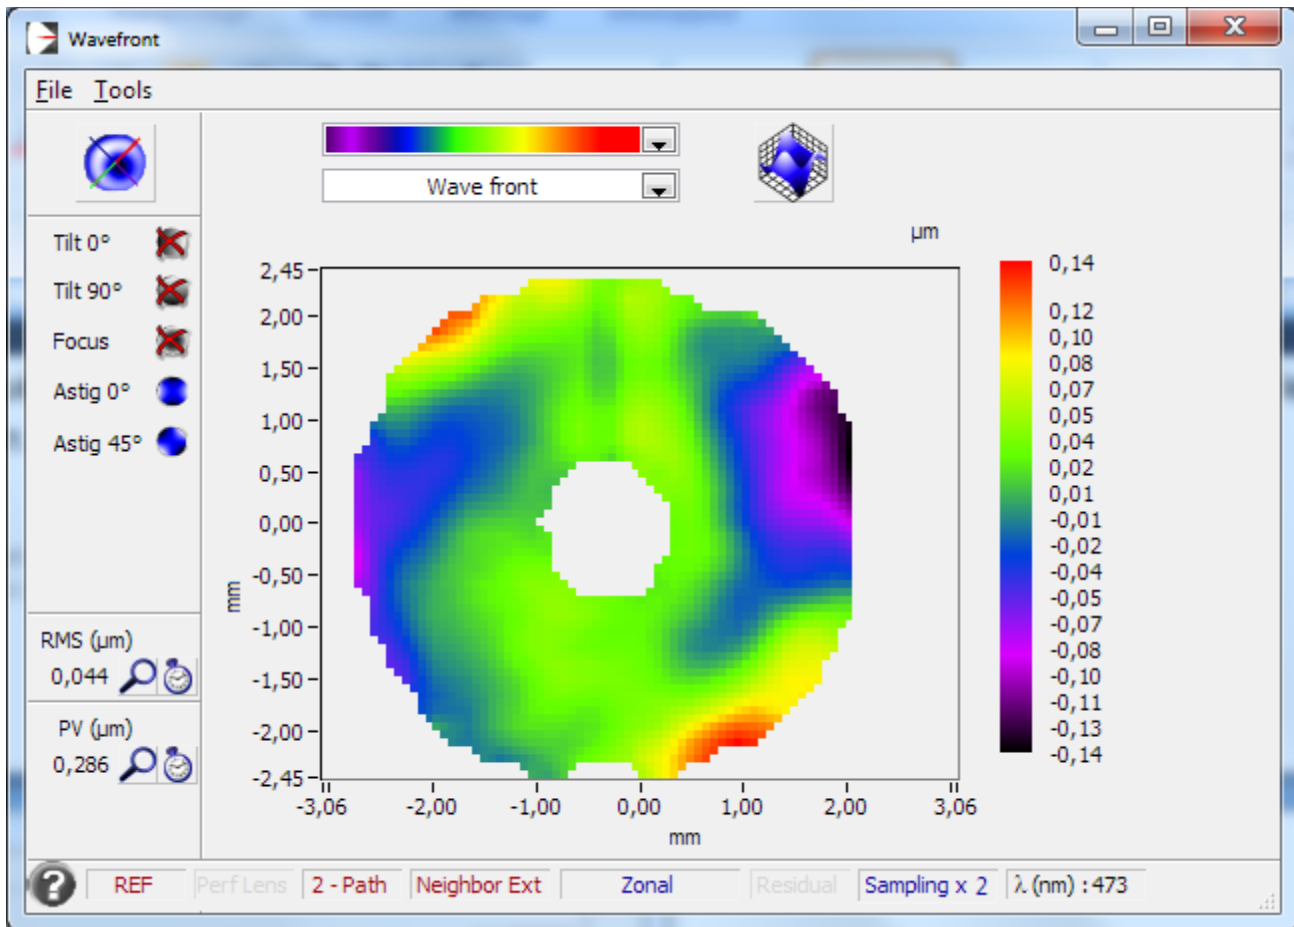 Wavefront
File Tools
Wave front
Tilt 0°
Tilt 90°
Focus
Astig 0°
Astig 45°
RMS (µm)
0,044
PV (µm)
0,286
µm
2,45
2,00
1,50
1,00
0,50
0,00
-0,50
-1,00
-1,50
-2,00
-2,45
mm
-3,06 -2,00 -1,00 0,00 1,00 2,00 3,06
mm
0,14
0,12
0,10
0,08
0,07
0,05
0,04
0,02
0,01
-0,01
-0,02
-0,04
-0,05
-0,07
-0,08
-0,10
-0,11
-0,13
-0,14
? REF Perf Lens 2 - Path Neighbor Ext Zonal Residual Sampling x 2 λ (nm) : 473